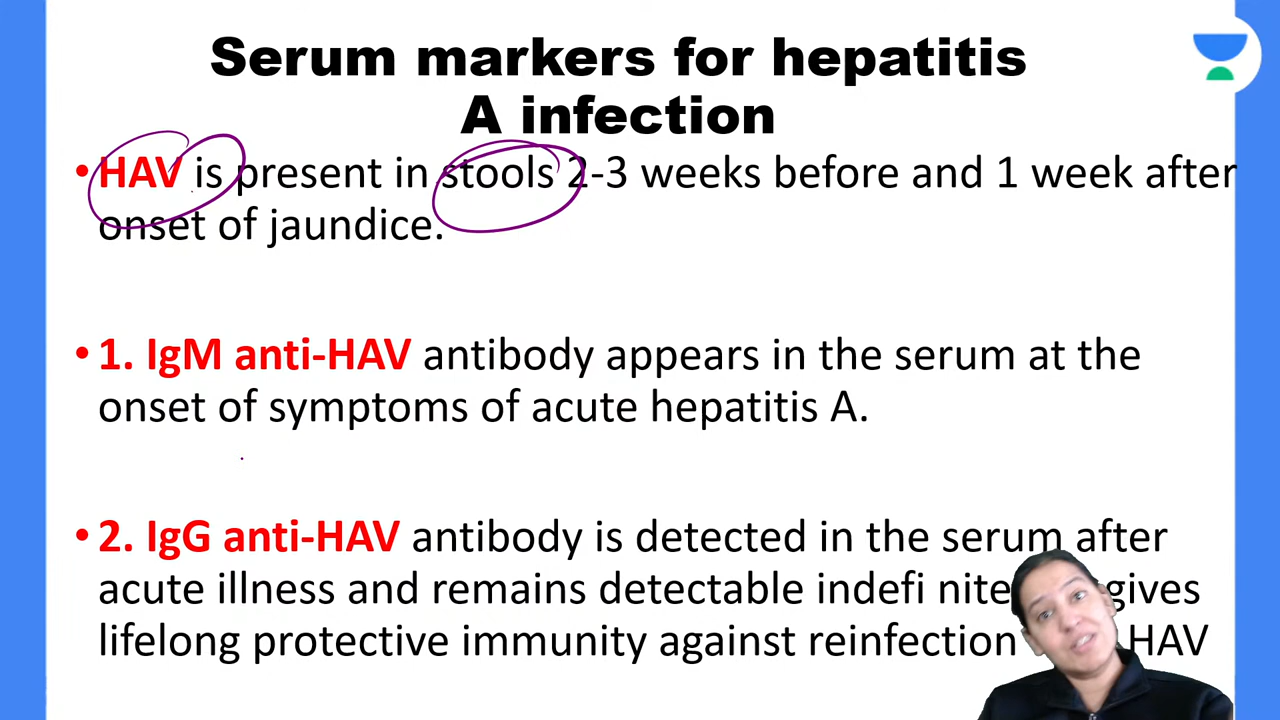 Serum markers for hepatitis
A infection
• HAV is present in stools 2-3 weeks before and 1 week after
onset of jaundice.
• 1. IgM anti-HAV antibody appears in the serum at the
onset of symptoms of acute hepatitis A.
• 2. IgG anti-HAV antibody is detected in the serum after
acute illness and remains detectable indefi nite gives
lifelong protective immunity against reinfection HAV